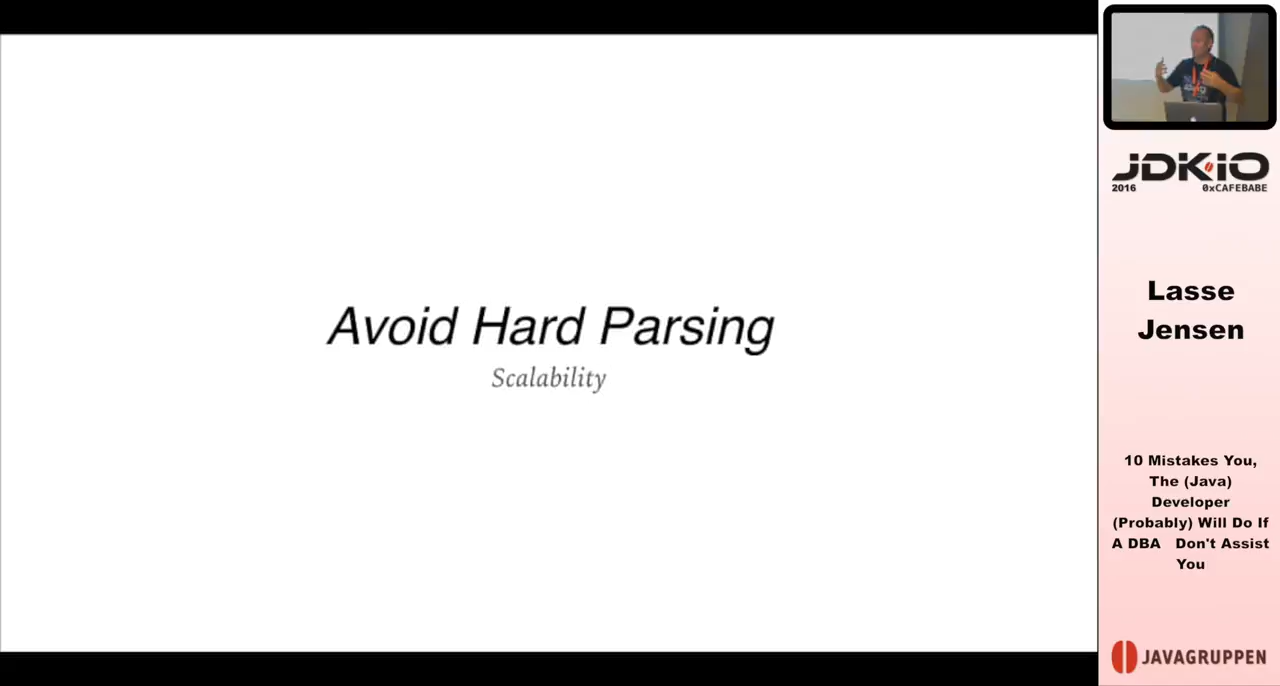 Avoid Hard Parsing
Scalability
JDK·IO
2016 0xCAFEBABE
Lasse
Jensen
10 Mistakes You,
The (Java)
Developer
(Probably) Will Do If
A DBA Don't Assist
You
JAVAGRUPPEN